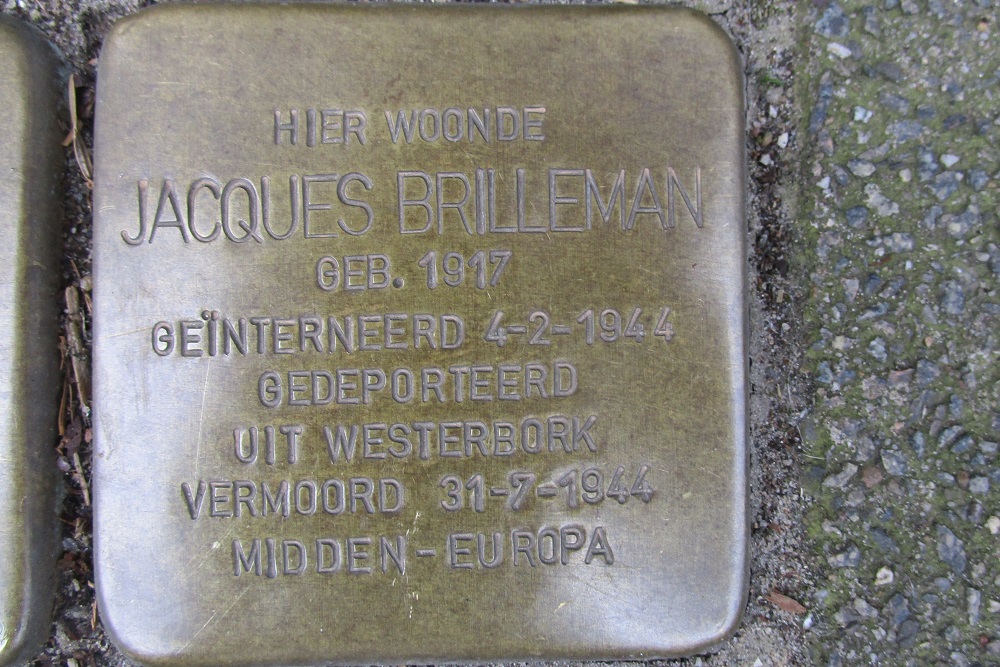 HIER WOONDE
JACQUES BRILLEMAN
GEB. 1917
GEÏNTERNEERD 4-2-1944
GEDEPORTEERD
UIT WESTERBORK
VERMOORD 31-7-1944
MIDDEN-EUROPA